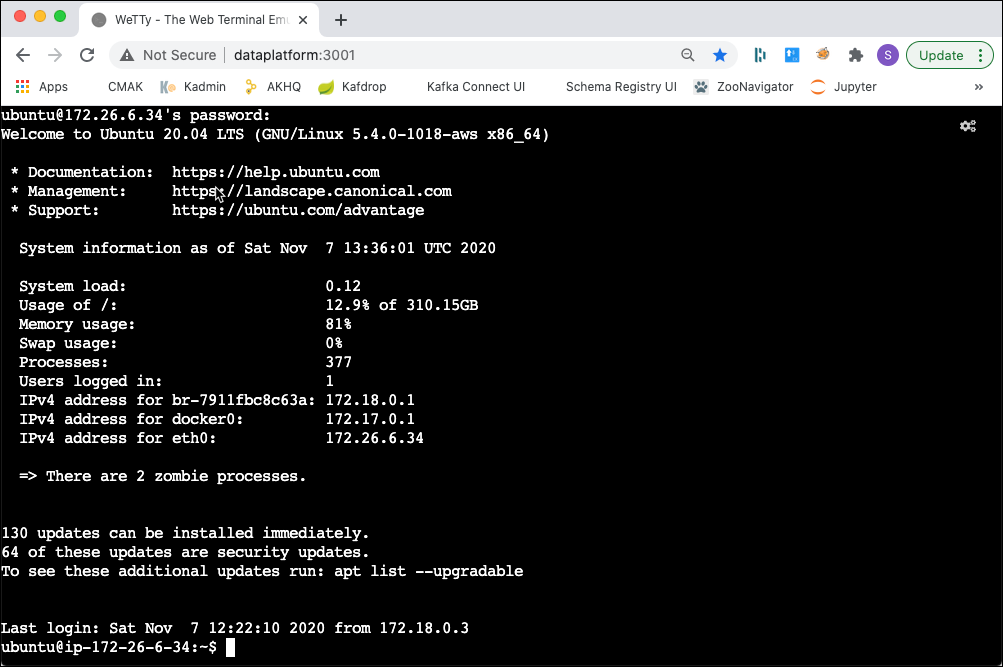 WeTTy - The Web Terminal Emu
Not Secure dataplatform:3001 S Update
Apps CMAK Kadmin AKHQ Kafdrop Kafka Connect UI Schema Registry UI ZooNavigator Jupyter »
ubuntu@172.26.6.34's password:
Welcome to Ubuntu 20.04 LTS (GNU/Linux 5.4.0-1018-aws x86_64)
* Documentation: https://help.ubuntu.com
* Management: https://landscape.canonical.com
* Support: https://ubuntu.com/advantage
System information as of Sat Nov 7 13:36:01 UTC 2020
System load: 0.12
Usage of /: 12.9% of 310.15GB
Memory usage: 81%
Swap usage: 0%
Processes: 377
Users logged in: 1
IPv4 address for br-7911fbc8c63a: 172.18.0.1
IPv4 address for docker0: 172.17.0.1
IPv4 address for eth0: 172.26.6.34
=> There are 2 zombie processes.
130 updates can be installed immediately.
64 of these updates are security updates.
To see these additional updates run: apt list --upgradable
Last login: Sat Nov 7 12:22:10 2020 from 172.18.0.3
ubuntu@ip-172-26-6-34:~$